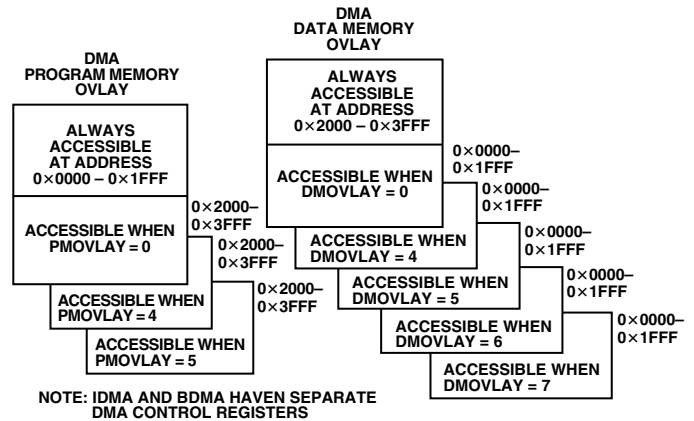 DMA
PROGRAM MEMORY
OVLAY
ALWAYS
ACCESSIBLE
AT ADDRESS
0×0000 – 0×1FFF
ACCESSIBLE WHEN
PMOVLAY = 0
0×2000–
0×3FFF
ACCESSIBLE WHEN
PMOVLAY = 4
0×2000–
0×3FFF
ACCESSIBLE WHEN
PMOVLAY = 5
0×2000–
0×3FFF
DMA
DATA MEMORY
OVLAY
ALWAYS
ACCESSIBLE
AT ADDRESS
0×2000 – 0×3FFF
ACCESSIBLE WHEN
DMOVLAY = 0
0×0000–
0×1FFF
ACCESSIBLE WHEN
DMOVLAY = 4
0×0000–
0×1FFF
ACCESSIBLE WHEN
DMOVLAY = 5
0×0000–
0×1FFF
ACCESSIBLE WHEN
DMOVLAY = 6
0×0000–
0×1FFF
ACCESSIBLE WHEN
DMOVLAY = 7
0×0000–
0×1FFF
NOTE: IDMA AND BDMA HAVEN SEPARATE
DMA CONTROL REGISTERS